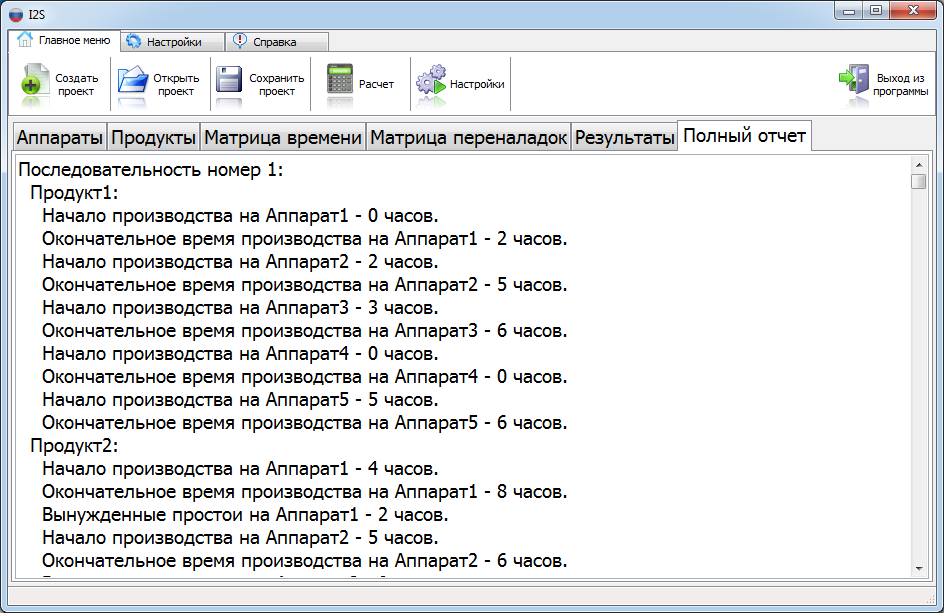 I2S
Главное меню
Настройки
Справка
Создать проект
Открыть проект
Сохранить проект
Расчет
Настройки
Выход из программы
Аппараты
Продукты
Матрица времени
Матрица переналадок
Результаты
Полный отчет
Последовательность номер 1:
Продукт1:
Начало производства на Аппарат1 - 0 часов.
Окончательное время производства на Аппарат1 - 2 часов.
Начало производства на Аппарат2 - 2 часов.
Окончательное время производства на Аппарат2 - 5 часов.
Начало производства на Аппарат3 - 3 часов.
Окончательное время производства на Аппарат3 - 6 часов.
Начало производства на Аппарат4 - 0 часов.
Окончательное время производства на Аппарат4 - 0 часов.
Начало производства на Аппарат5 - 5 часов.
Окончательное время производства на Аппарат5 - 6 часов.
Продукт2:
Начало производства на Аппарат1 - 4 часов.
Окончательное время производства на Аппарат1 - 8 часов.
Вынужденные простои на Аппарат1 - 2 часов.
Начало производства на Аппарат2 - 5 часов.
Окончательное время производства на Аппарат2 - 6 часов.